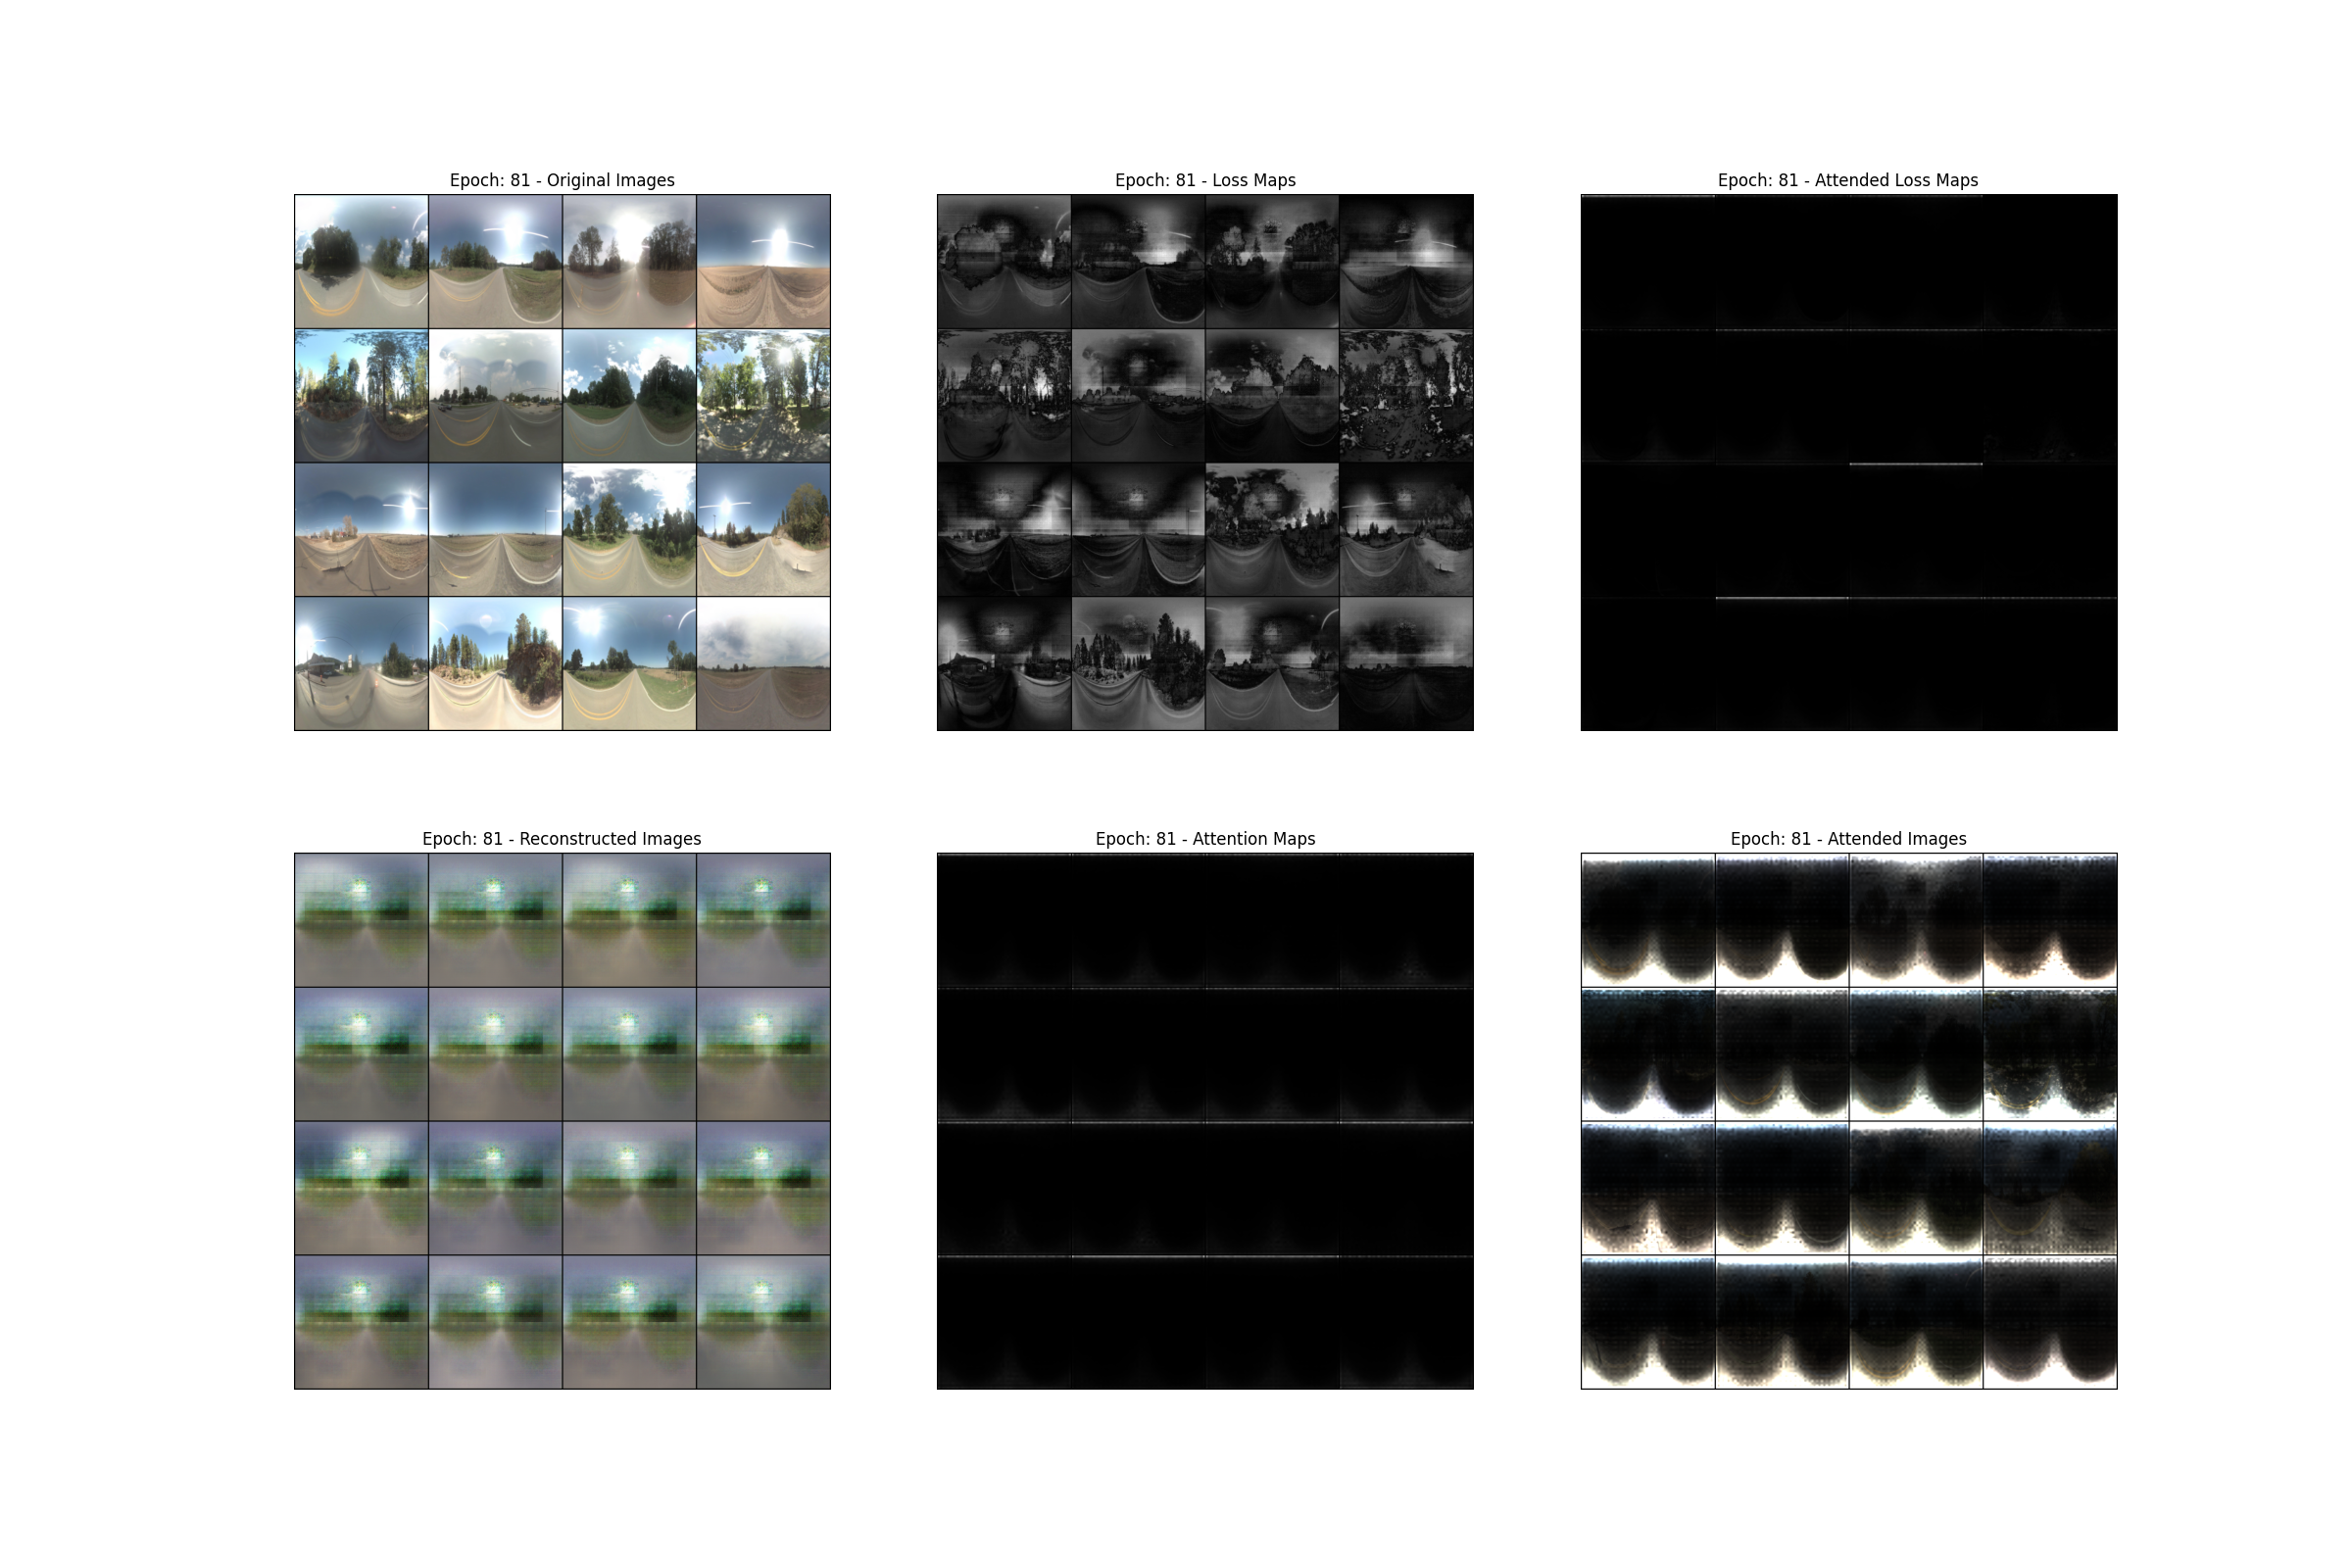 Epoch: 81 - Original Images
Epoch: 81 - Loss Maps
Epoch: 81 - Attended Loss Maps
Epoch: 81 - Reconstructed Images
Epoch: 81 - Attention Maps
Epoch: 81 - Attended Images